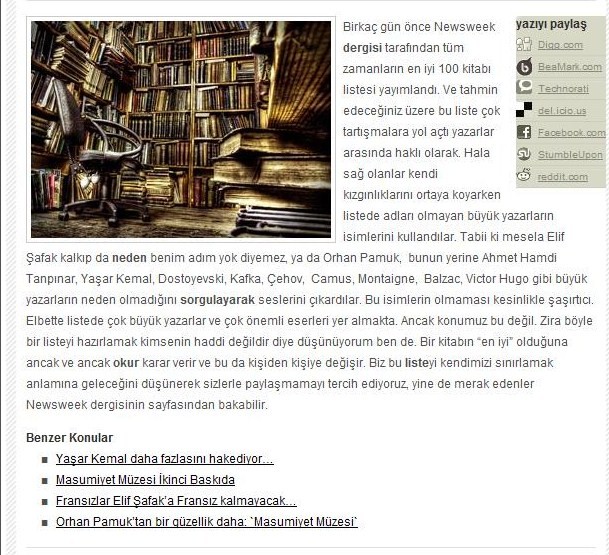 Birkaç gün önce Newsweek
dergisi tarafından tüm
zamanların en iyi 100 kitabı
listesi yayımlandı. Ve tahmin
edeceğiniz üzere bu liste çok
tartışmalara yol açtı yazarlar
arasında haklı olarak. Hala
sağ olanlar kendi
kızgınlıklarını ortaya koyarken
listede adları olmayan büyük yazarların
isimlerini kullandılar. Tabii ki mesela Elif
Şafak kalkıp da neden benim adım yok diyemez, ya da Orhan Pamuk, bunun yerine Ahmet Hamdi
Tanpınar, Yaşar Kemal, Dostoyevski, Kafka, Çehov, Camus, Montaigne, Balzac, Victor Hugo gibi büyük
yazarların neden olmadığını sorgulayarak seslerini çıkardılar. Bu isimlerin olmaması kesinlikle şaşırtıcı.
Elbette listede çok büyük yazarlar ve çok önemli eserleri yer almakta. Ancak konumuz bu değil. Zira böyle
bir listeyi hazırlamak kimsenin haddi değildir diye düşünüyorum ben de. Bir kitabın “en iyi” olduğuna
ancak ve ancak okur karar verir ve bu da kişiden kişiye değişir. Biz bu listeyi kendimizi sınırlamak
anlamına geleceğini düşünerek sizlerle paylaşmamayı tercih ediyoruz, yine de merak edenler
Newsweek dergisinin sayfasından bakabilir.
yazıyı paylaş
Digg.com
BeaMark.com
Technorati
del.icio.us
Facebook.com
StumbleUpon
reddit.com
Benzer Konular
Yaşar Kemal daha fazlasını hakediyor…
Masumiyet Müzesi İkinci Baskıda
Fransızlar Elif Şafak’a Fransız kalmayacak…
Orhan Pamuk’tan bir güzellik daha: `Masumiyet Müzesi`